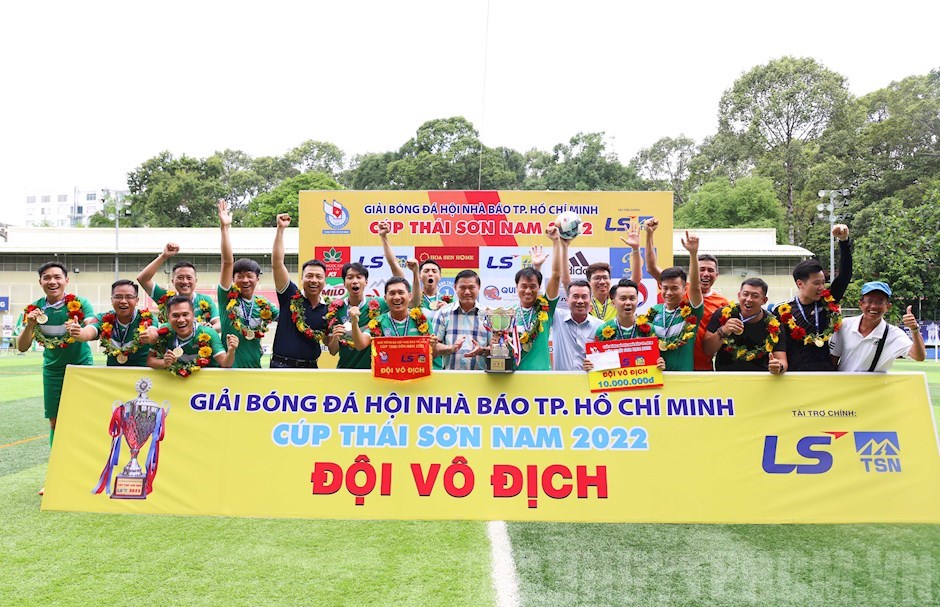 GIẢI BÓNG ĐÁ HỘI NHÀ BÁO TP. HỒ CHÍ MINH
CÚP THÁI SƠN NAM - 2022
LS
HOA SEN HOME
LS
adidas
MILO
QUI
ĐỘI VÔ ĐỊCH
ĐỘI VÔ ĐỊCH
10.000.000đ
GIẢI BÓNG ĐÁ HỘI NHÀ BÁO TP. HỒ CHÍ MINH
CÚP THÁI SƠN NAM 2022
ĐỘI VÔ ĐỊCH
TÀI TRỢ CHÍNH:
LS
TSN